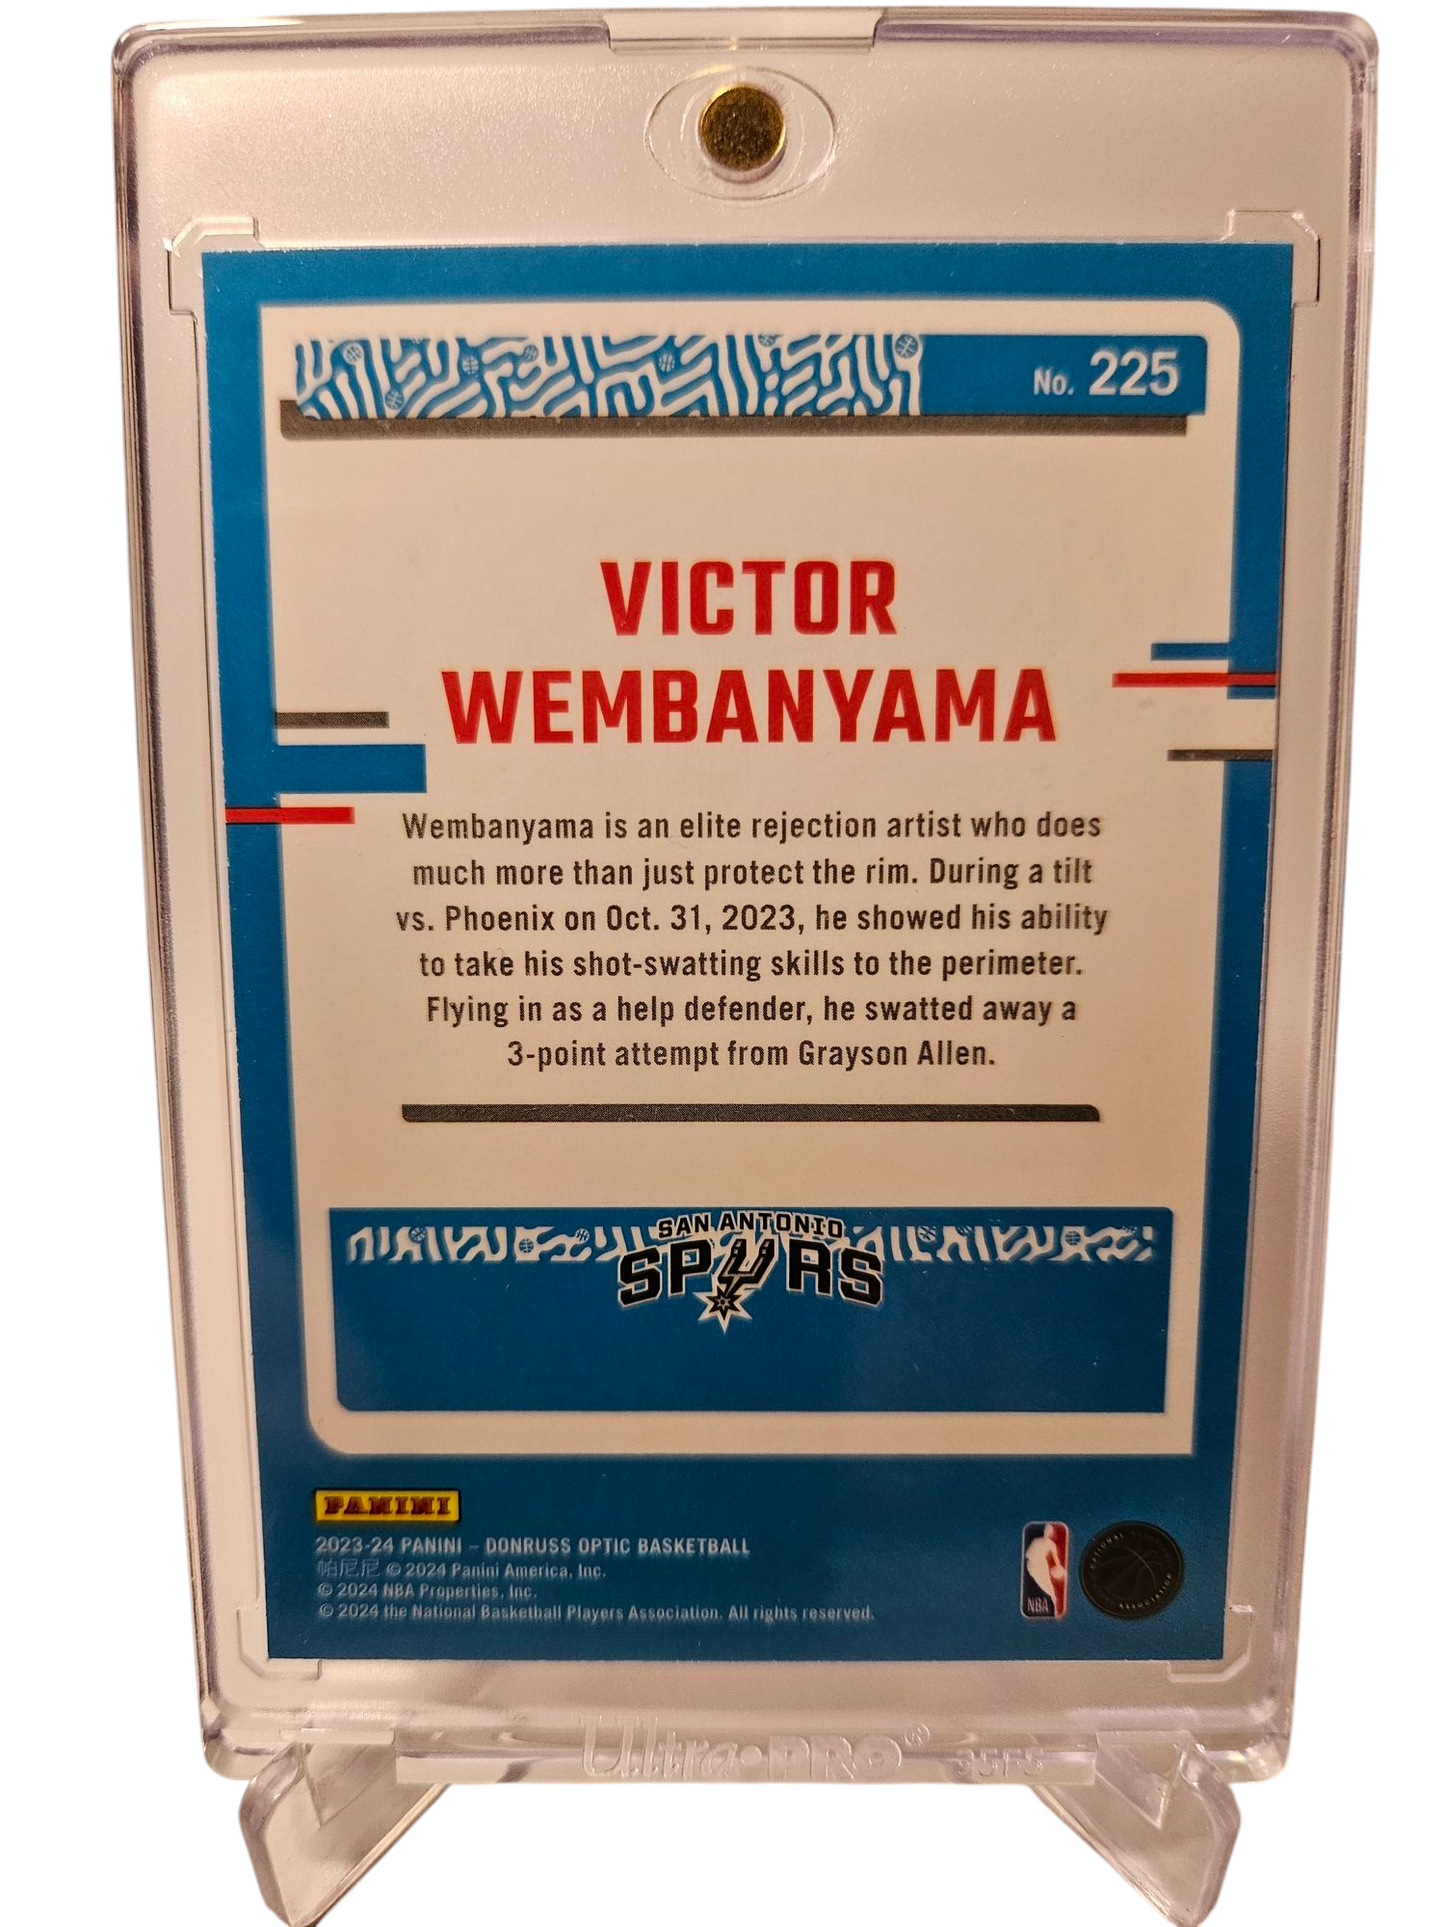 No. 225
VICTOR
WEMBANYAMA
Wembanyama is an elite rejection artist who does
much more than just protect the rim. During a tilt
vs. Phoenix on Oct. 31, 2023, he showed his ability
to take his shot-swatting skills to the perimeter.
Flying in as a help defender, he swatted away a
3-point attempt from Grayson Allen.
SAN ANTONIO
SPURS
PANINI
2023-24 PANINI – DONRUSS OPTIC BASKETBALL
帕尼尼 © 2024 Panini America, Inc.
© 2024 NBA Properties, Inc.
© 2024 the National Basketball Players Association. All rights reserved.
NBA
Ultra•PRO®